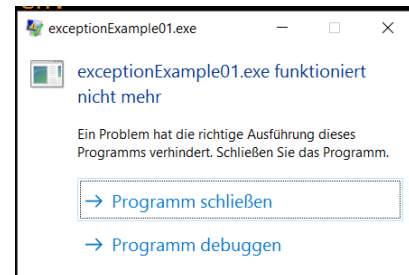 exceptionExample01.exe
exceptionExample01.exe funktioniert
nicht mehr
Ein Problem hat die richtige Ausführung dieses
Programms verhindert. Schließen Sie das Programm.
→ Programm schließen
→ Programm debuggen